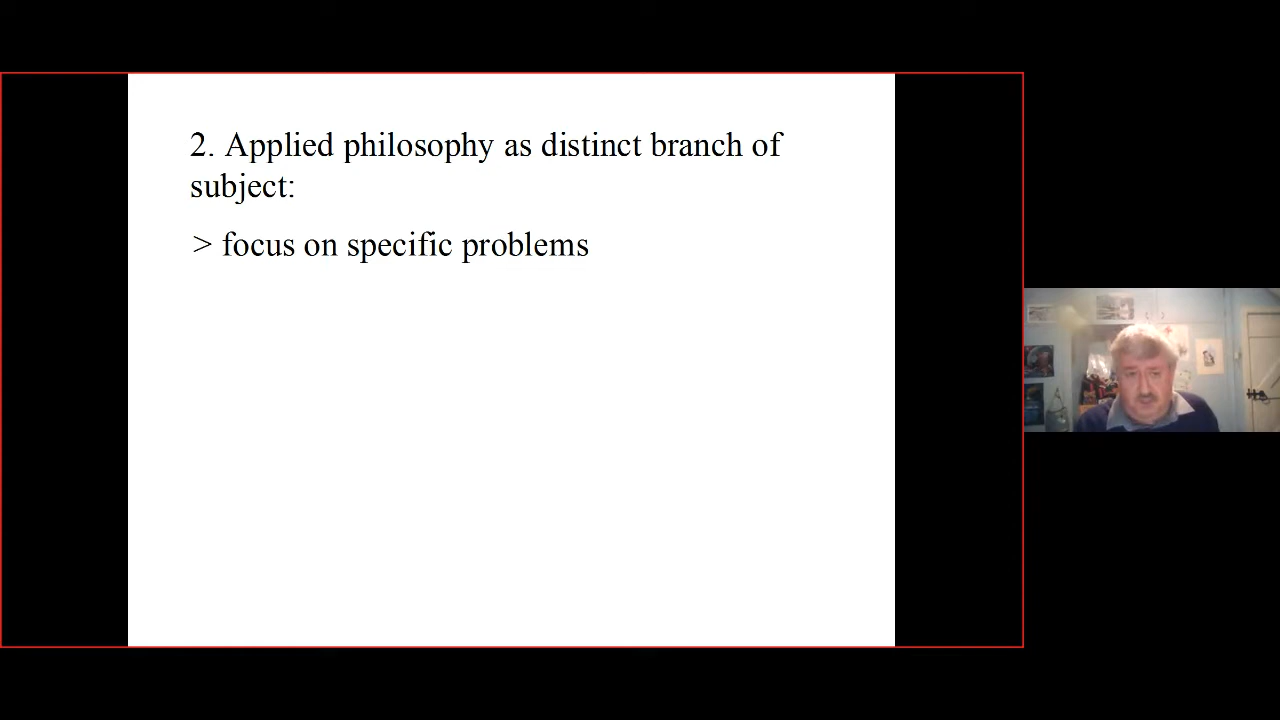 2. Applied philosophy as distinct branch of
subject:
> focus on specific problems